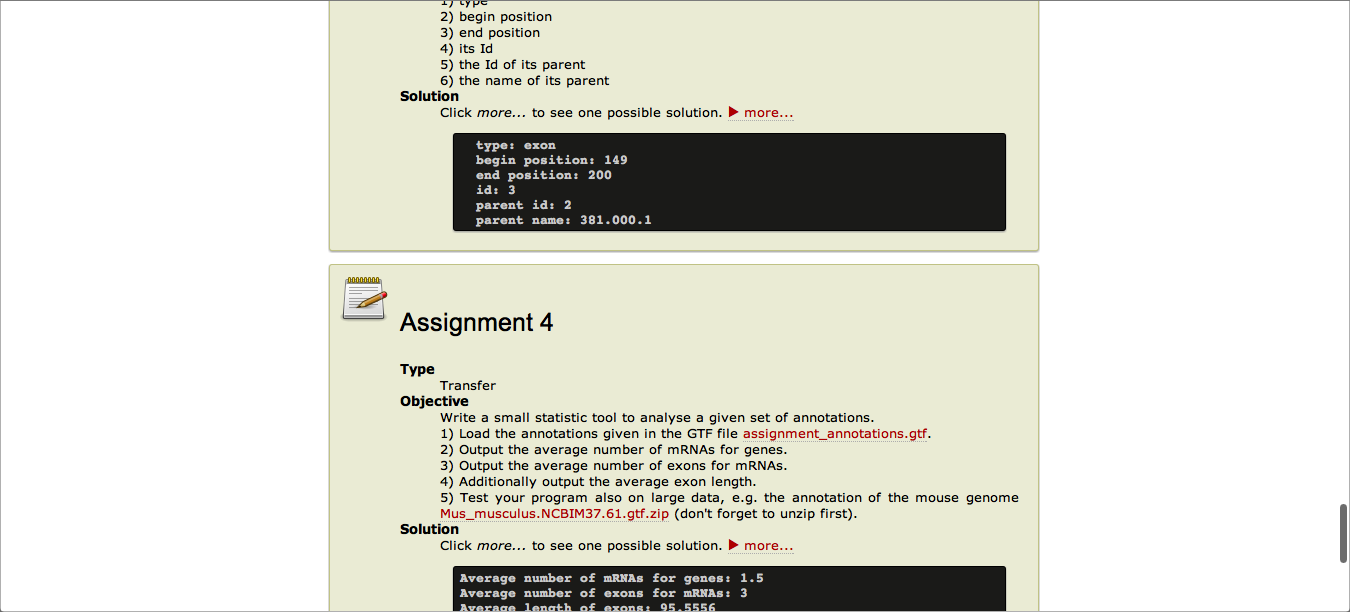 1) type
2) begin position
3) end position
4) its Id
5) the Id of its parent
6) the name of its parent
Solution
Click more... to see one possible solution. ▶ more...
type: exon
begin position: 149
end position: 200
id: 3
parent id: 2
parent name: 381.000.1
Assignment 4
Type
Transfer
Objective
Write a small statistic tool to analyse a given set of annotations.
1) Load the annotations given in the GTF file assignment_annotations.gtf.
2) Output the average number of mRNAs for genes.
3) Output the average number of exons for mRNAs.
4) Additionally output the average exon length.
5) Test your program also on large data, e.g. the annotation of the mouse genome
Mus_musculus.NCBIM37.61.gtf.zip (don't forget to unzip first).
Solution
Click more... to see one possible solution. ▶ more...
Average number of mRNAs for genes: 1.5
Average number of exons for mRNAs: 3
Average length of exons: 95.5556